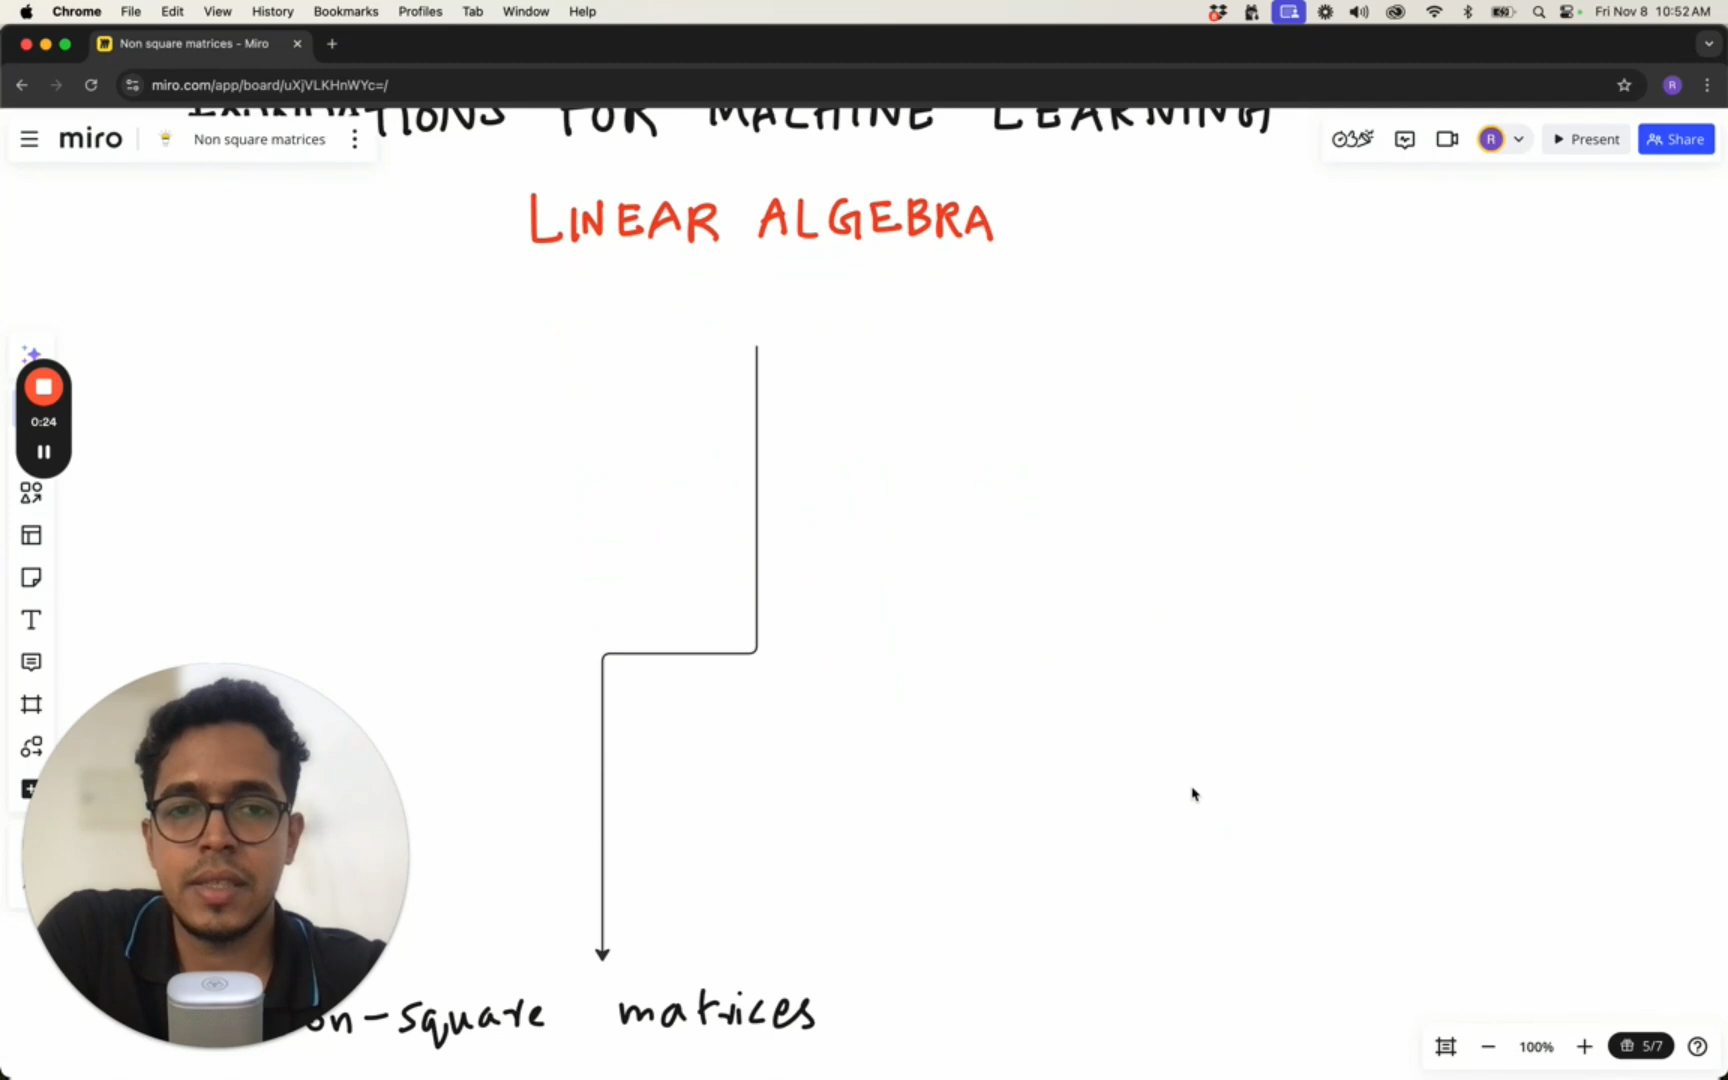 Chrome File Edit View History Bookmarks Profiles Tab Window Help Fri Nov 8 10:52 AM
Non square matrices - Miro
miro.com/app/board/uXjVLKHnWYc=/ R
FOR MACHINE LEARNING
miro Non square matrices R Present Share
LINEAR ALGEBRA
0:24
T
on-square matrices
100% 5/7